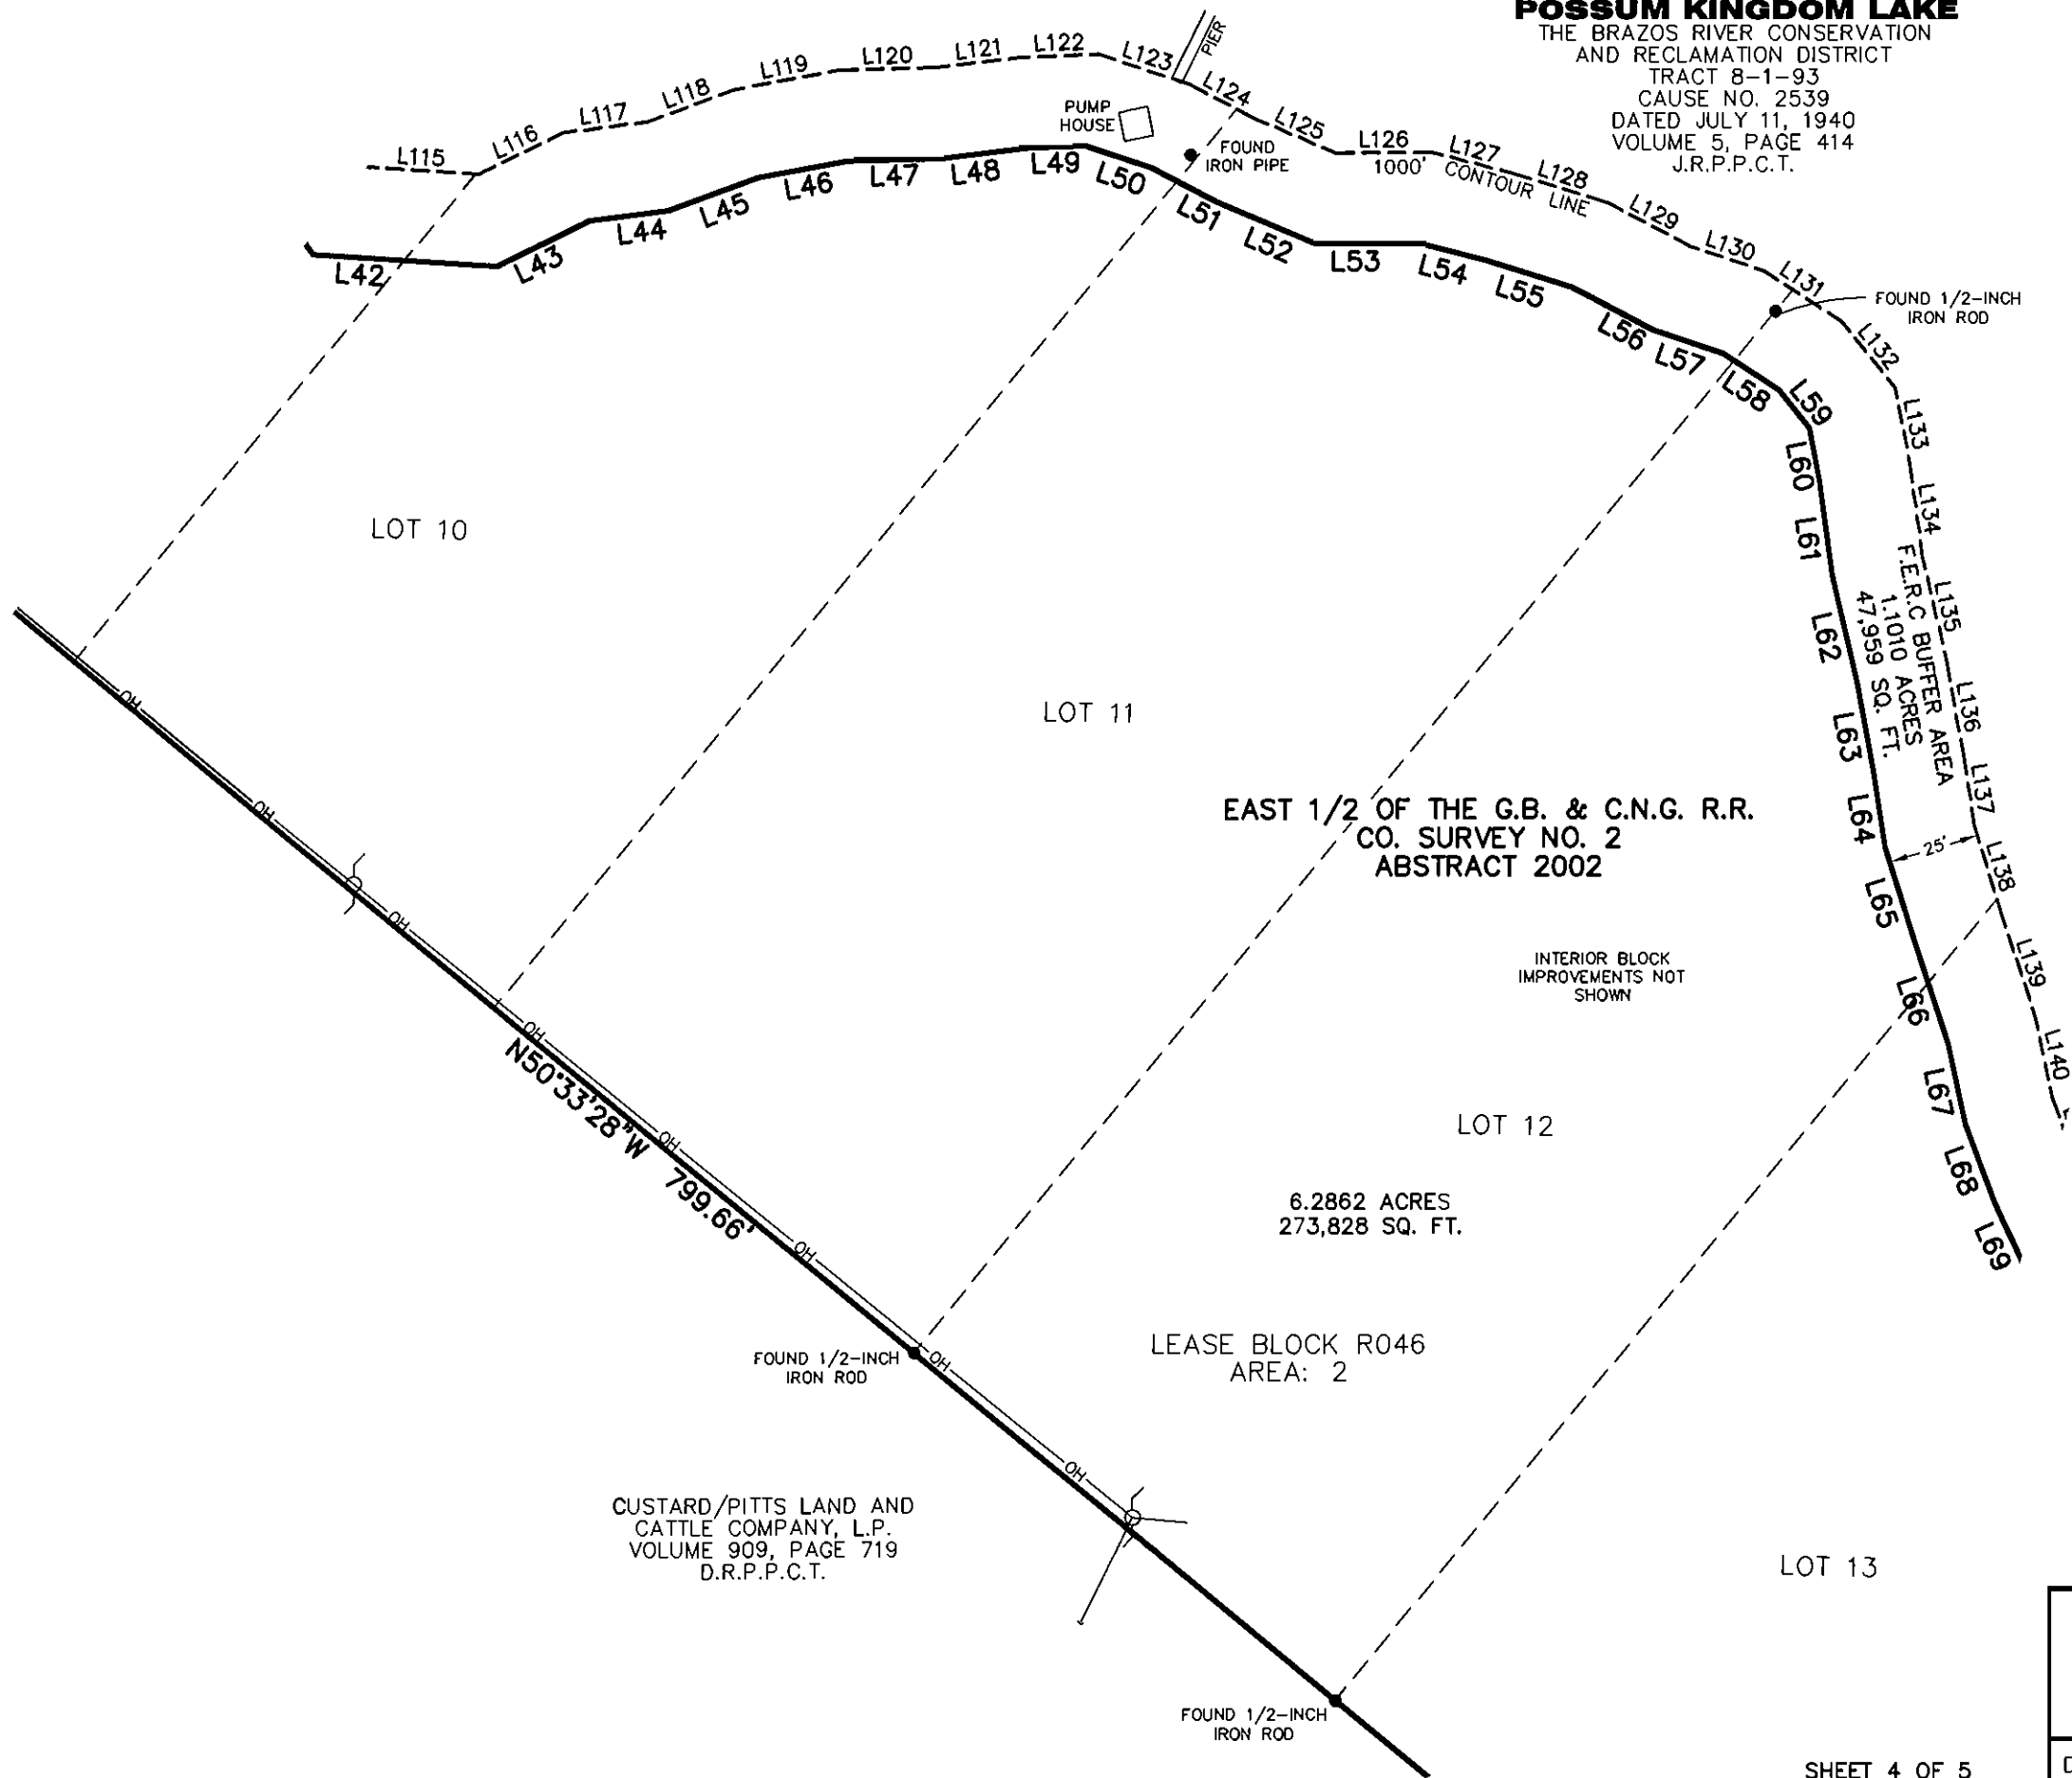 POSSUM KINGDOM LAKE
THE BRAZOS RIVER CONSERVATION
AND RECLAMATION DISTRICT
TRACT 8-1-93
CAUSE NO. 2539
DATED JULY 11, 1940
VOLUME 5, PAGE 414
J.R.P.P.C.T.
L115
L116
L117
L118
L119
L120
L121
L122
L123
PIER
L124
L125
L126
L127
L128
L129
L130
L131
L132
L133
L134
L135
L136
L137
L138
L139
L140
1000' CONTOUR LINE
PUMP
HOUSE
FOUND
IRON PIPE
FOUND 1/2-INCH
IRON ROD
L42
L43
L44
L45
L46
L47
L48
L49
L50
L51
L52
L53
L54
L55
L56
L57
L58
L59
L60
L61
L62
L63
L64
L65
L66
L67
L68
L69
F.E.R.C BUFFER AREA
1.1010 ACRES
47,959 SQ. FT.
25'
LOT 10
LOT 11
EAST 1/2 OF THE G.B. & C.N.G. R.R.
CO. SURVEY NO. 2
ABSTRACT 2002
INTERIOR BLOCK
IMPROVEMENTS NOT
SHOWN
LOT 12
6.2862 ACRES
273,828 SQ. FT.
LEASE BLOCK R046
AREA: 2
OH
OH
OH
OH
OH
OH
OH
OH
N50°33'28"W 799.66'
FOUND 1/2-INCH
IRON ROD
CUSTARD/PITTS LAND AND
CATTLE COMPANY, L.P.
VOLUME 909, PAGE 719
D.R.P.P.C.T.
LOT 13
FOUND 1/2-INCH
IRON ROD
SHEET 4 OF 5